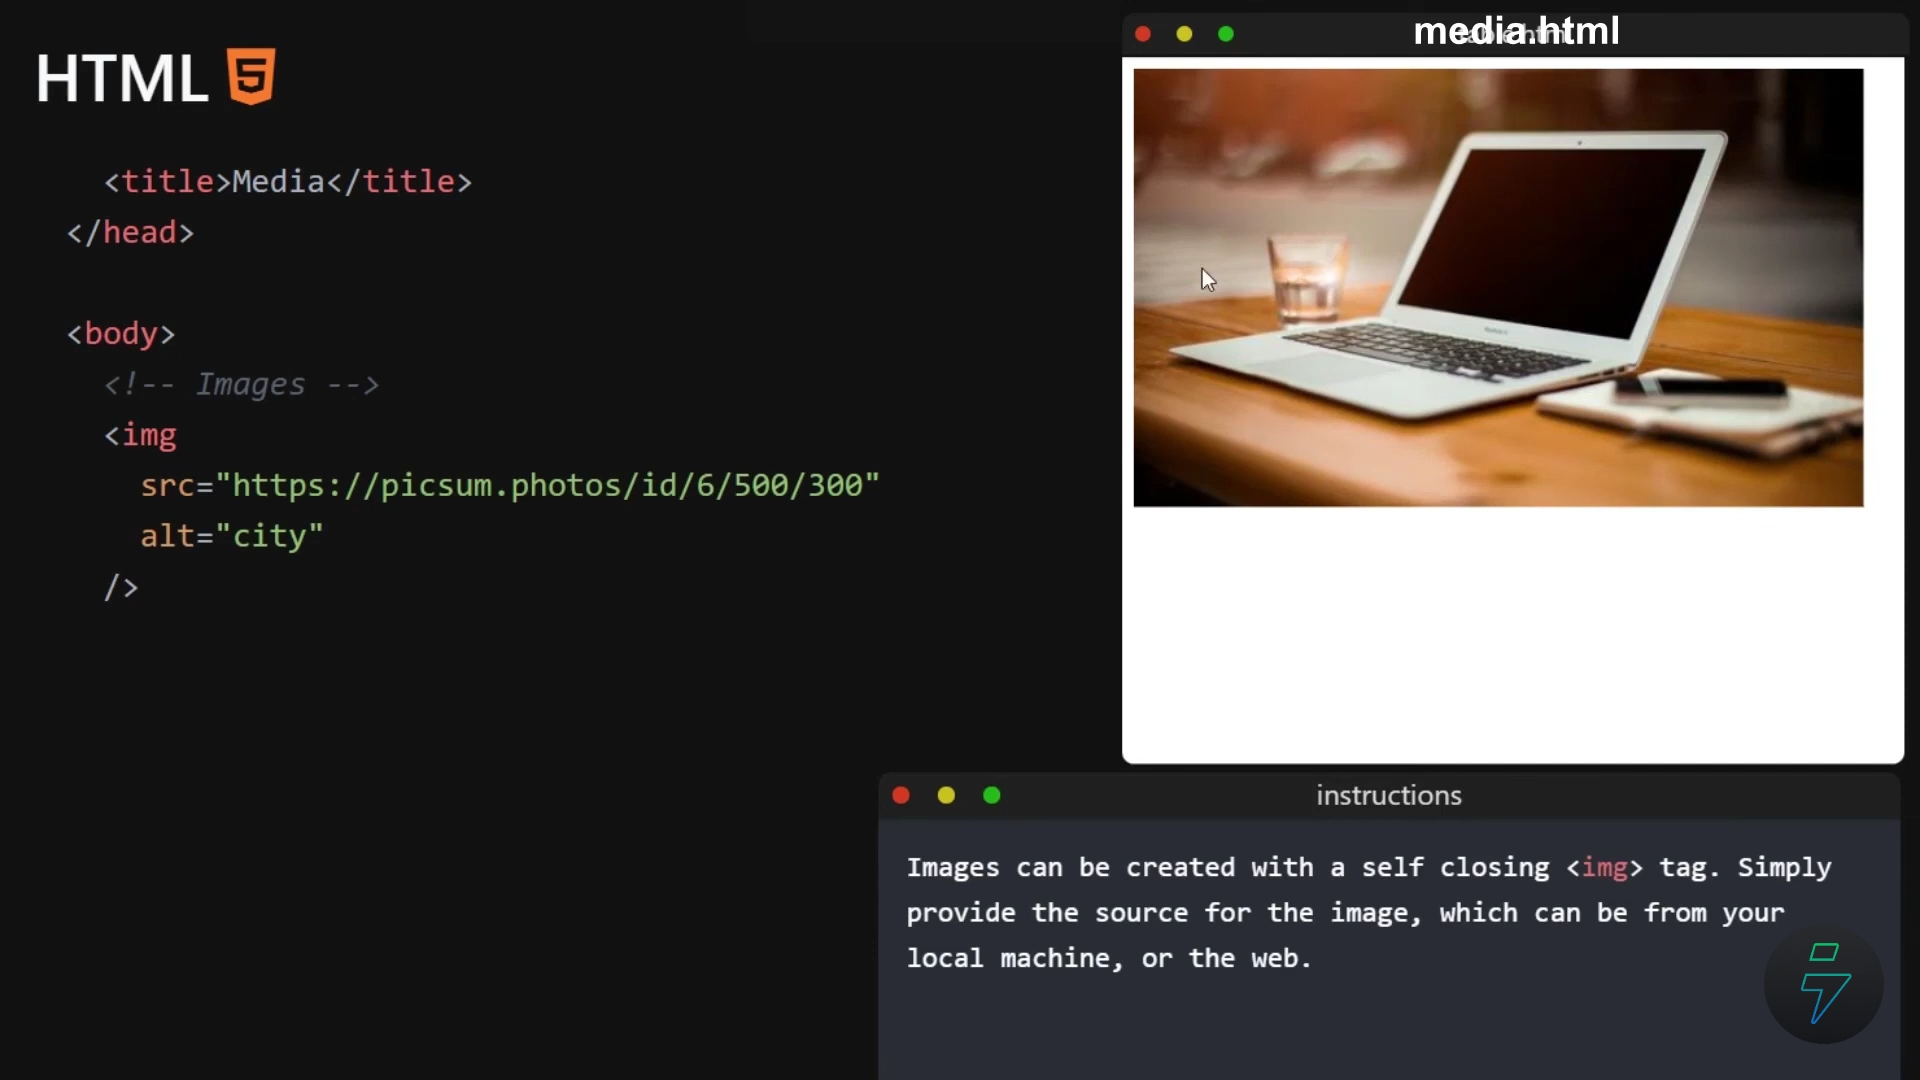 HTML 5
<title>Media</title>
</head>
<body>
<!-- Images -->
<img
src="https://picsum.photos/id/6/500/300"
alt="city"
/>
media.html
instructions
Images can be created with a self closing <img> tag. Simply
provide the source for the image, which can be from your
local machine, or the web.